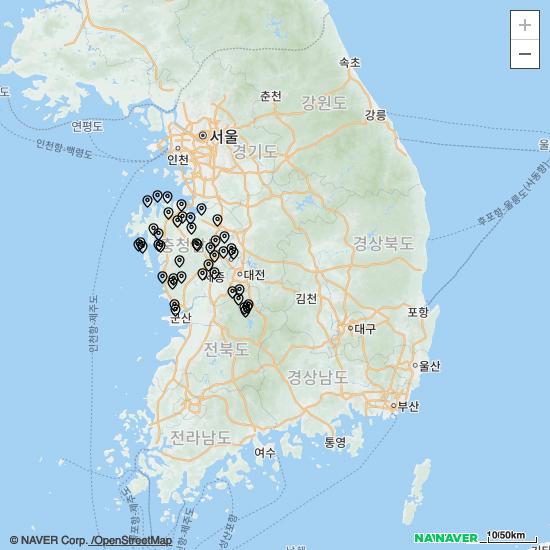 +
−
속초
춘천
강원도
강릉
연평도
서울
인천
경기도
인천항-백령도
후포항-울릉도(사동항)
충청
경상북도
세종
대전
김천
포항
인천항-제주도
대구
군산
전북도
경상남도
울산
부산
전라남도
여수
통영
© NAVER Corp. /OpenStreetMap
NAVER
10/50km